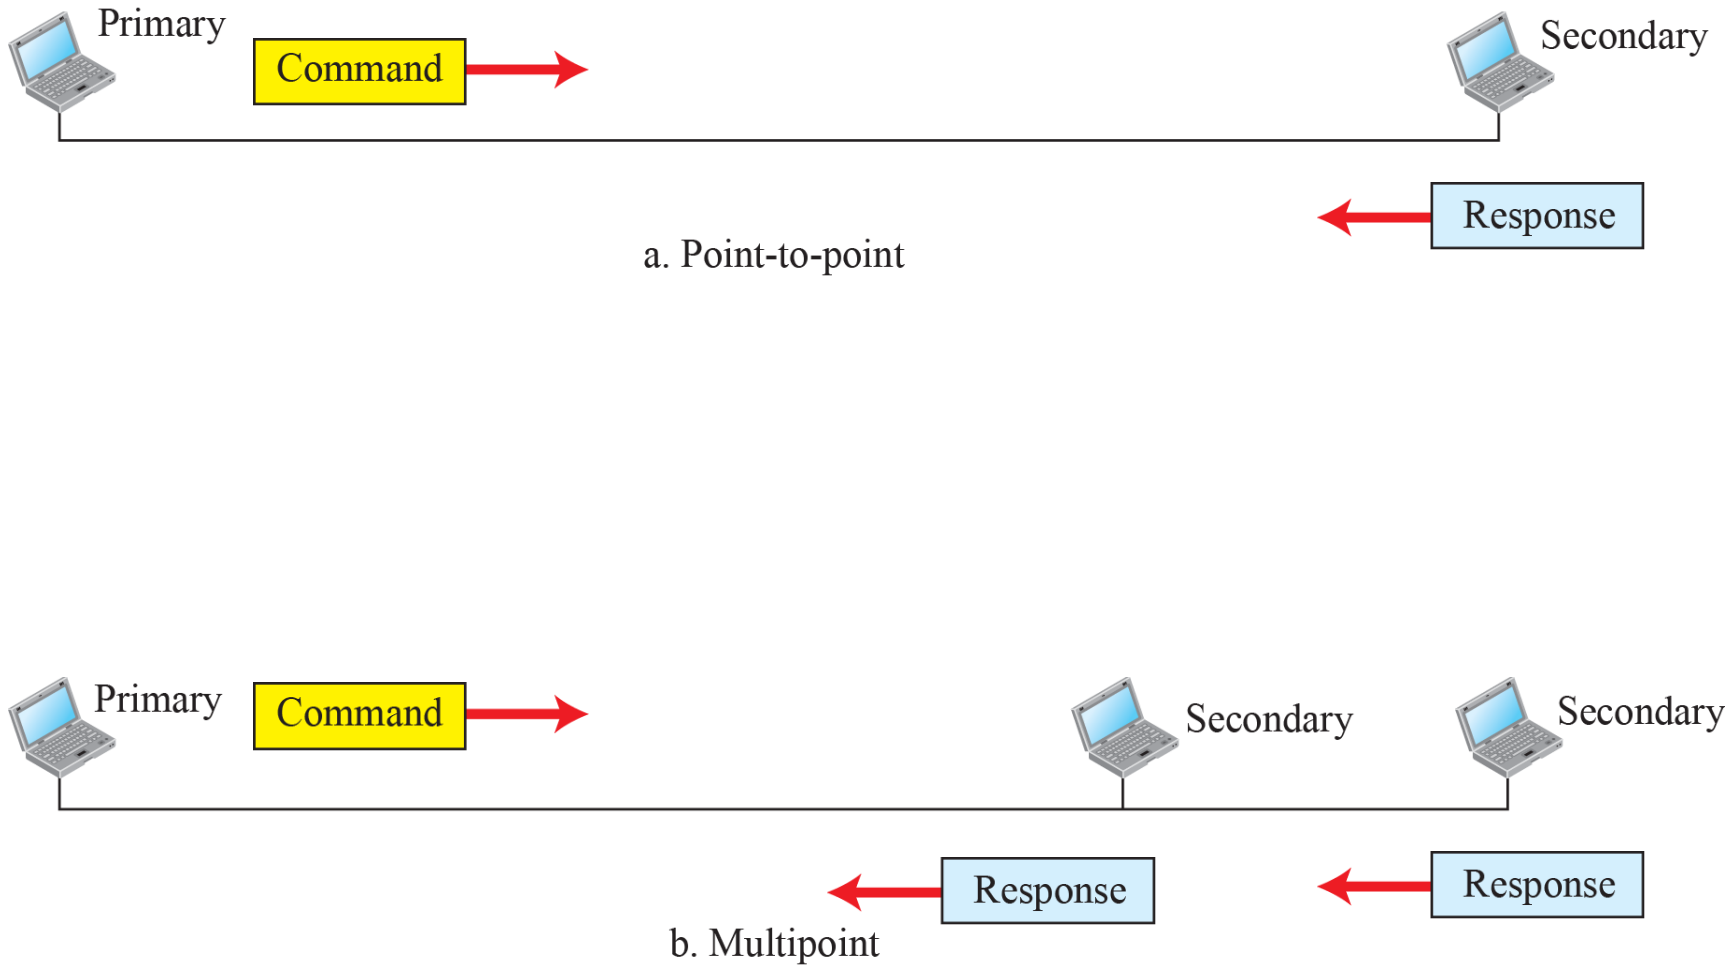 Primary
Command
Secondary
Response
a. Point-to-point
Primary
Command
Secondary
Secondary
Response
Response
b. Multipoint